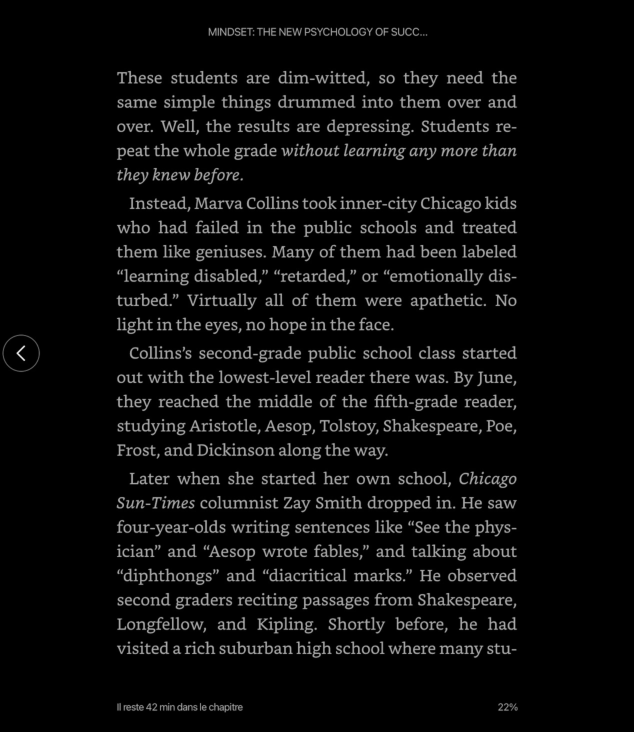 MINDSET: THE NEW PSYCHOLOGY OF SUCC...
These students are dim-witted, so they need the
same simple things drummed into them over and
over. Well, the results are depressing. Students re-
peat the whole grade without learning any more than
they knew before.
Instead, Marva Collins took inner-city Chicago kids
who had failed in the public schools and treated
them like geniuses. Many of them had been labeled
“learning disabled,” “retarded,” or “emotionally dis-
turbed.” Virtually all of them were apathetic. No
light in the eyes, no hope in the face.
Collins’s second-grade public school class started
out with the lowest-level reader there was. By June,
they reached the middle of the fifth-grade reader,
studying Aristotle, Aesop, Tolstoy, Shakespeare, Poe,
Frost, and Dickinson along the way.
Later when she started her own school, Chicago
Sun-Times columnist Zay Smith dropped in. He saw
four-year-olds writing sentences like “See the phys-
ician” and “Aesop wrote fables,” and talking about
“diphthongs” and “diacritical marks.” He observed
second graders reciting passages from Shakespeare,
Longfellow, and Kipling. Shortly before, he had
visited a rich suburban high school where many stu-
Il reste 42 min dans le chapitre
22%